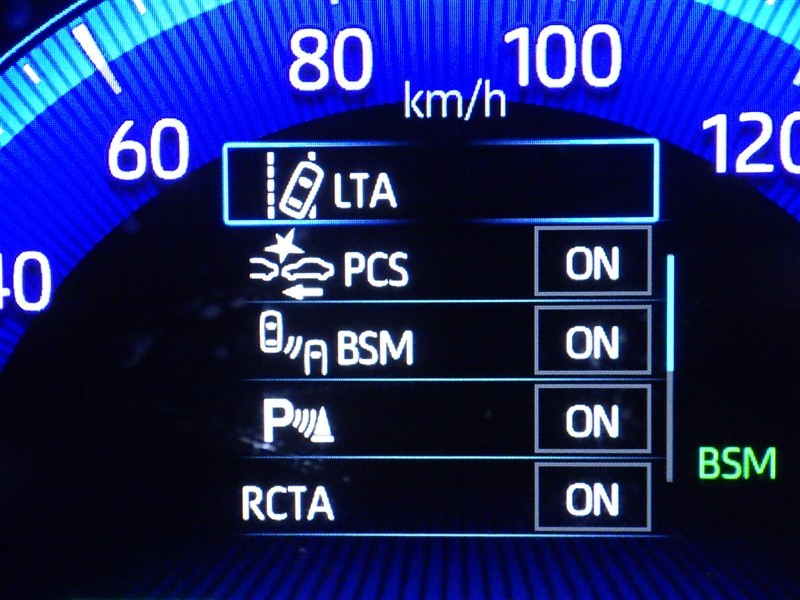 80
100
km/h
60
120
40
LTA
PCS ON
BSM ON
P ON
BSM
RCTA ON